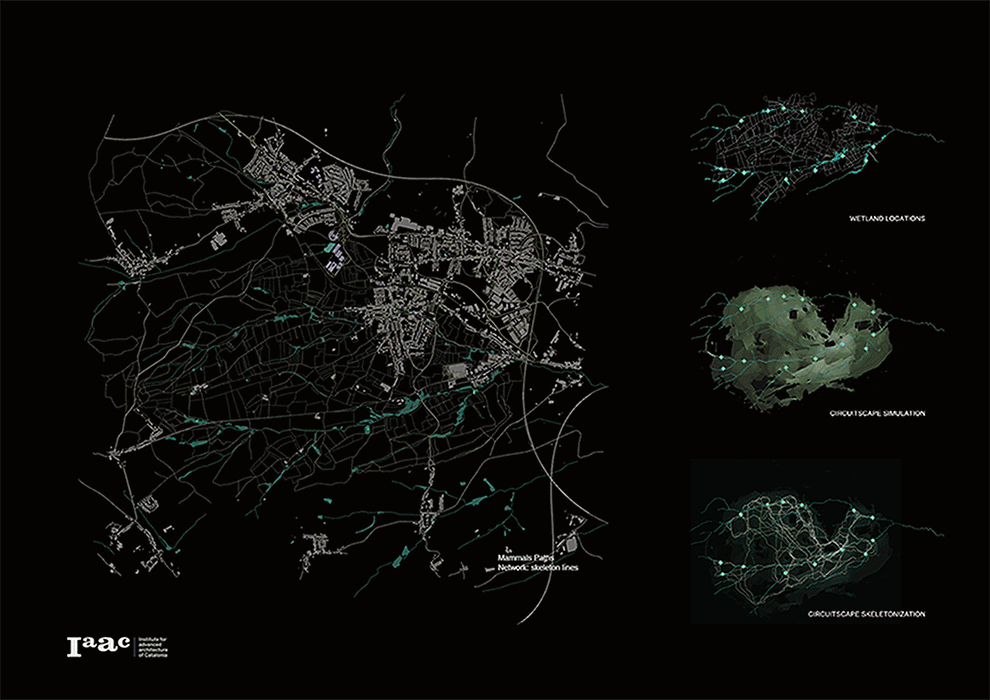 WETLAND LOCATIONS
CIRCUITSCAPE SIMULATION
Mammals Paths
Network: skeleton lines
CIRCUITSCAPE SKELETONIZATION
Iaac
Institute for
advanced
architecture
of Catalonia